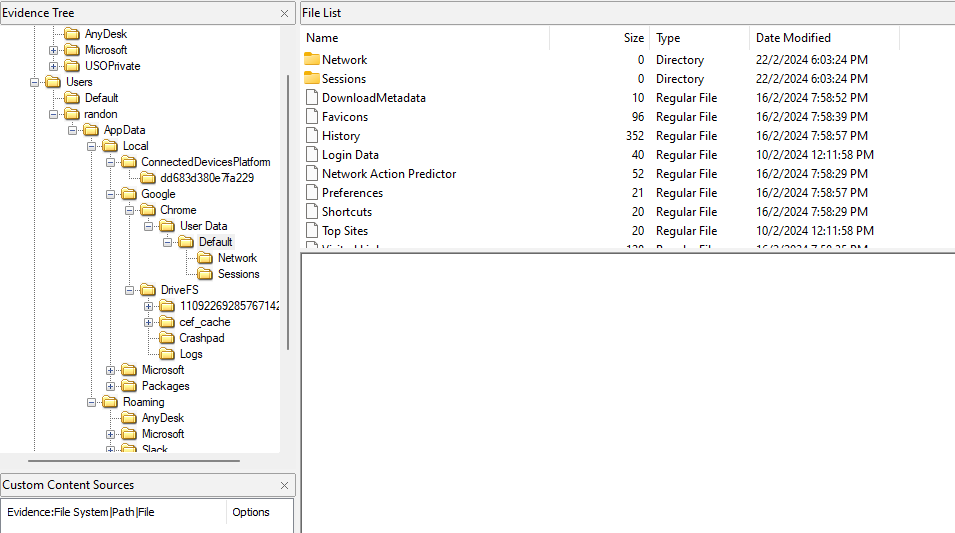 Evidence Tree
AnyDesk
Microsoft
USOPrivate
Users
Default
randon
AppData
Local
ConnectedDevicesPlatform
dd683d380e7fa229
Google
Chrome
User Data
Default
Network
Sessions
DriveFS
11092269285767142
cef_cache
Crashpad
Logs
Microsoft
Packages
Roaming
AnyDesk
Microsoft
Slack
Custom Content Sources
Evidence:File System|Path|File Options
File List
Name Size Type Date Modified
Network 0 Directory 22/2/2024 6:03:24 PM
Sessions 0 Directory 22/2/2024 6:03:24 PM
DownloadMetadata 10 Regular File 16/2/2024 7:58:52 PM
Favicons 96 Regular File 16/2/2024 7:58:39 PM
History 352 Regular File 16/2/2024 7:58:57 PM
Login Data 40 Regular File 10/2/2024 12:11:58 PM
Network Action Predictor 52 Regular File 16/2/2024 7:58:29 PM
Preferences 21 Regular File 16/2/2024 7:58:57 PM
Shortcuts 20 Regular File 16/2/2024 7:58:29 PM
Top Sites 20 Regular File 10/2/2024 12:11:58 PM